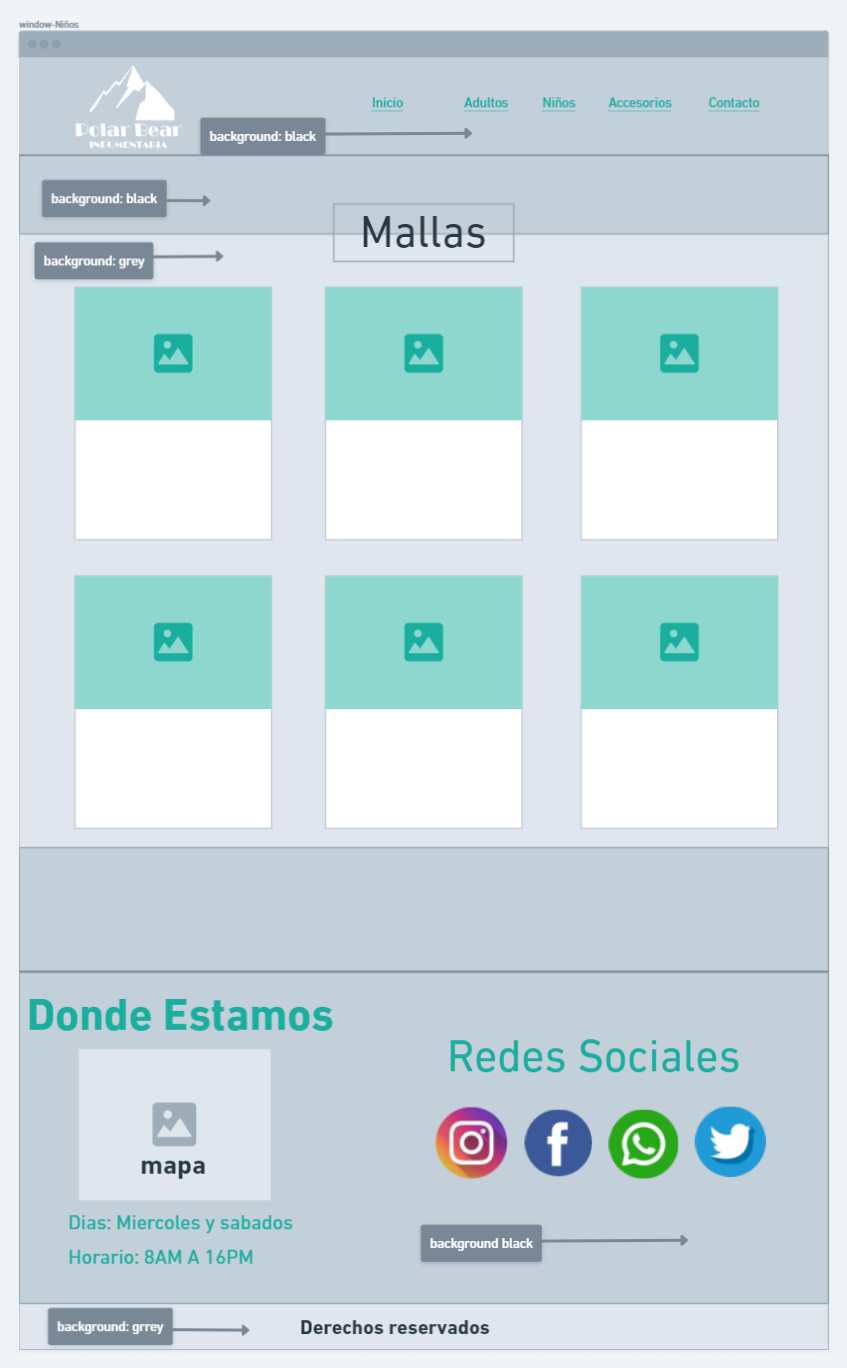 window-Niños
Polar Bear
INDUMENTARIA
Inicio Adultos Niños Accesorios Contacto
background: black
background: black
Mallas
background: grey
Donde Estamos
Redes Sociales
mapa
Dias: Miercoles y sabados
Horario: 8AM A 16PM
background black
background: grrey
Derechos reservados